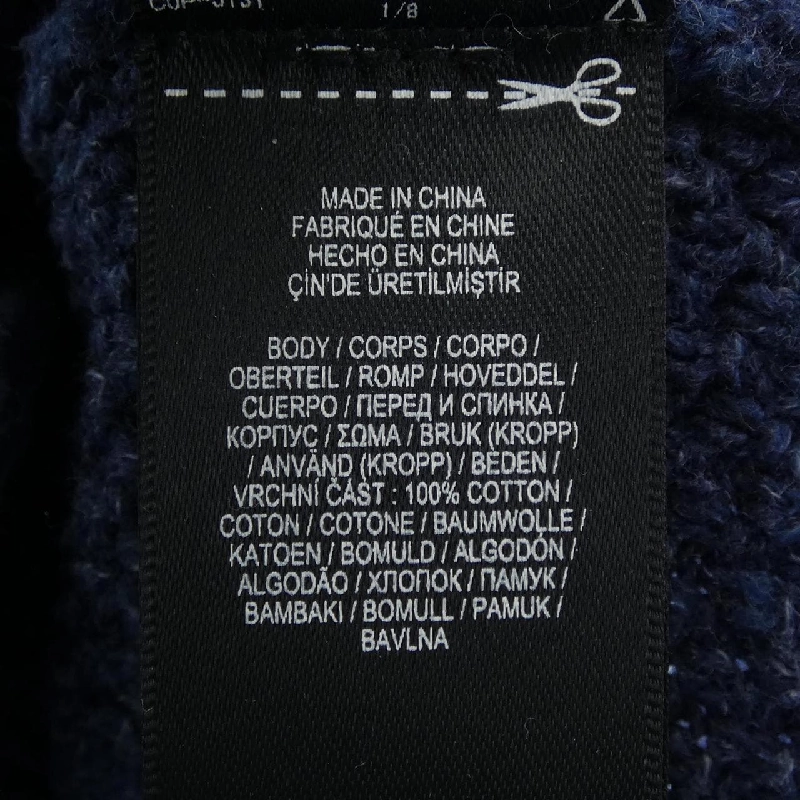 1/8
MADE IN CHINA
FABRIQUÉ EN CHINE
HECHO EN CHINA
ÇİN'DE ÜRETİLMİŞTİR
BODY / CORPS / CORPO /
OBERTEIL / ROMP / HOVEDDEL /
CUERPO / ПЕРЕД И СПИНКА /
КОРПУС / ΣΩΜΑ / BRUK (KROPP)
/ ANVÄND (KROPP) / BEDEN /
VRCHNÍ ČÁST : 100% COTTON /
COTON / COTONE / BAUMWOLLE /
KATOEN / BOMULD / ALGODÓN /
ALGODÃO / ХЛОПОК / ПАМУК /
BAMBAKI / BOMULL / PAMUK /
BAVLNA